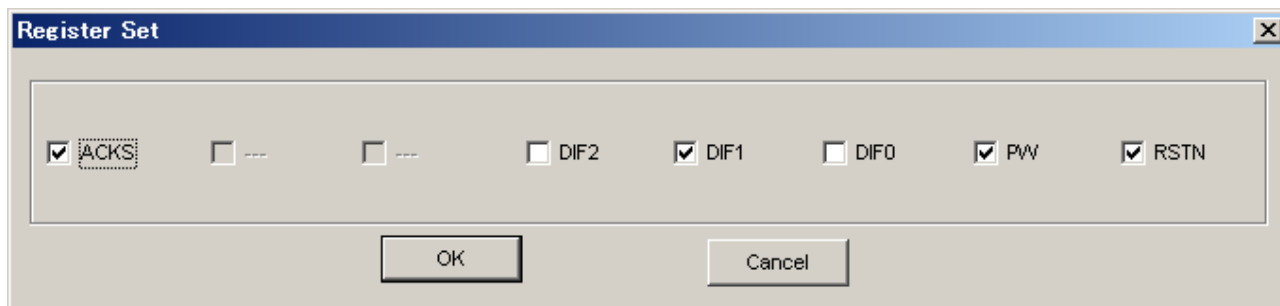 Register Set
ACKS --- --- DIF2 DIF1 DIF0 PW RSTN
OK Cancel